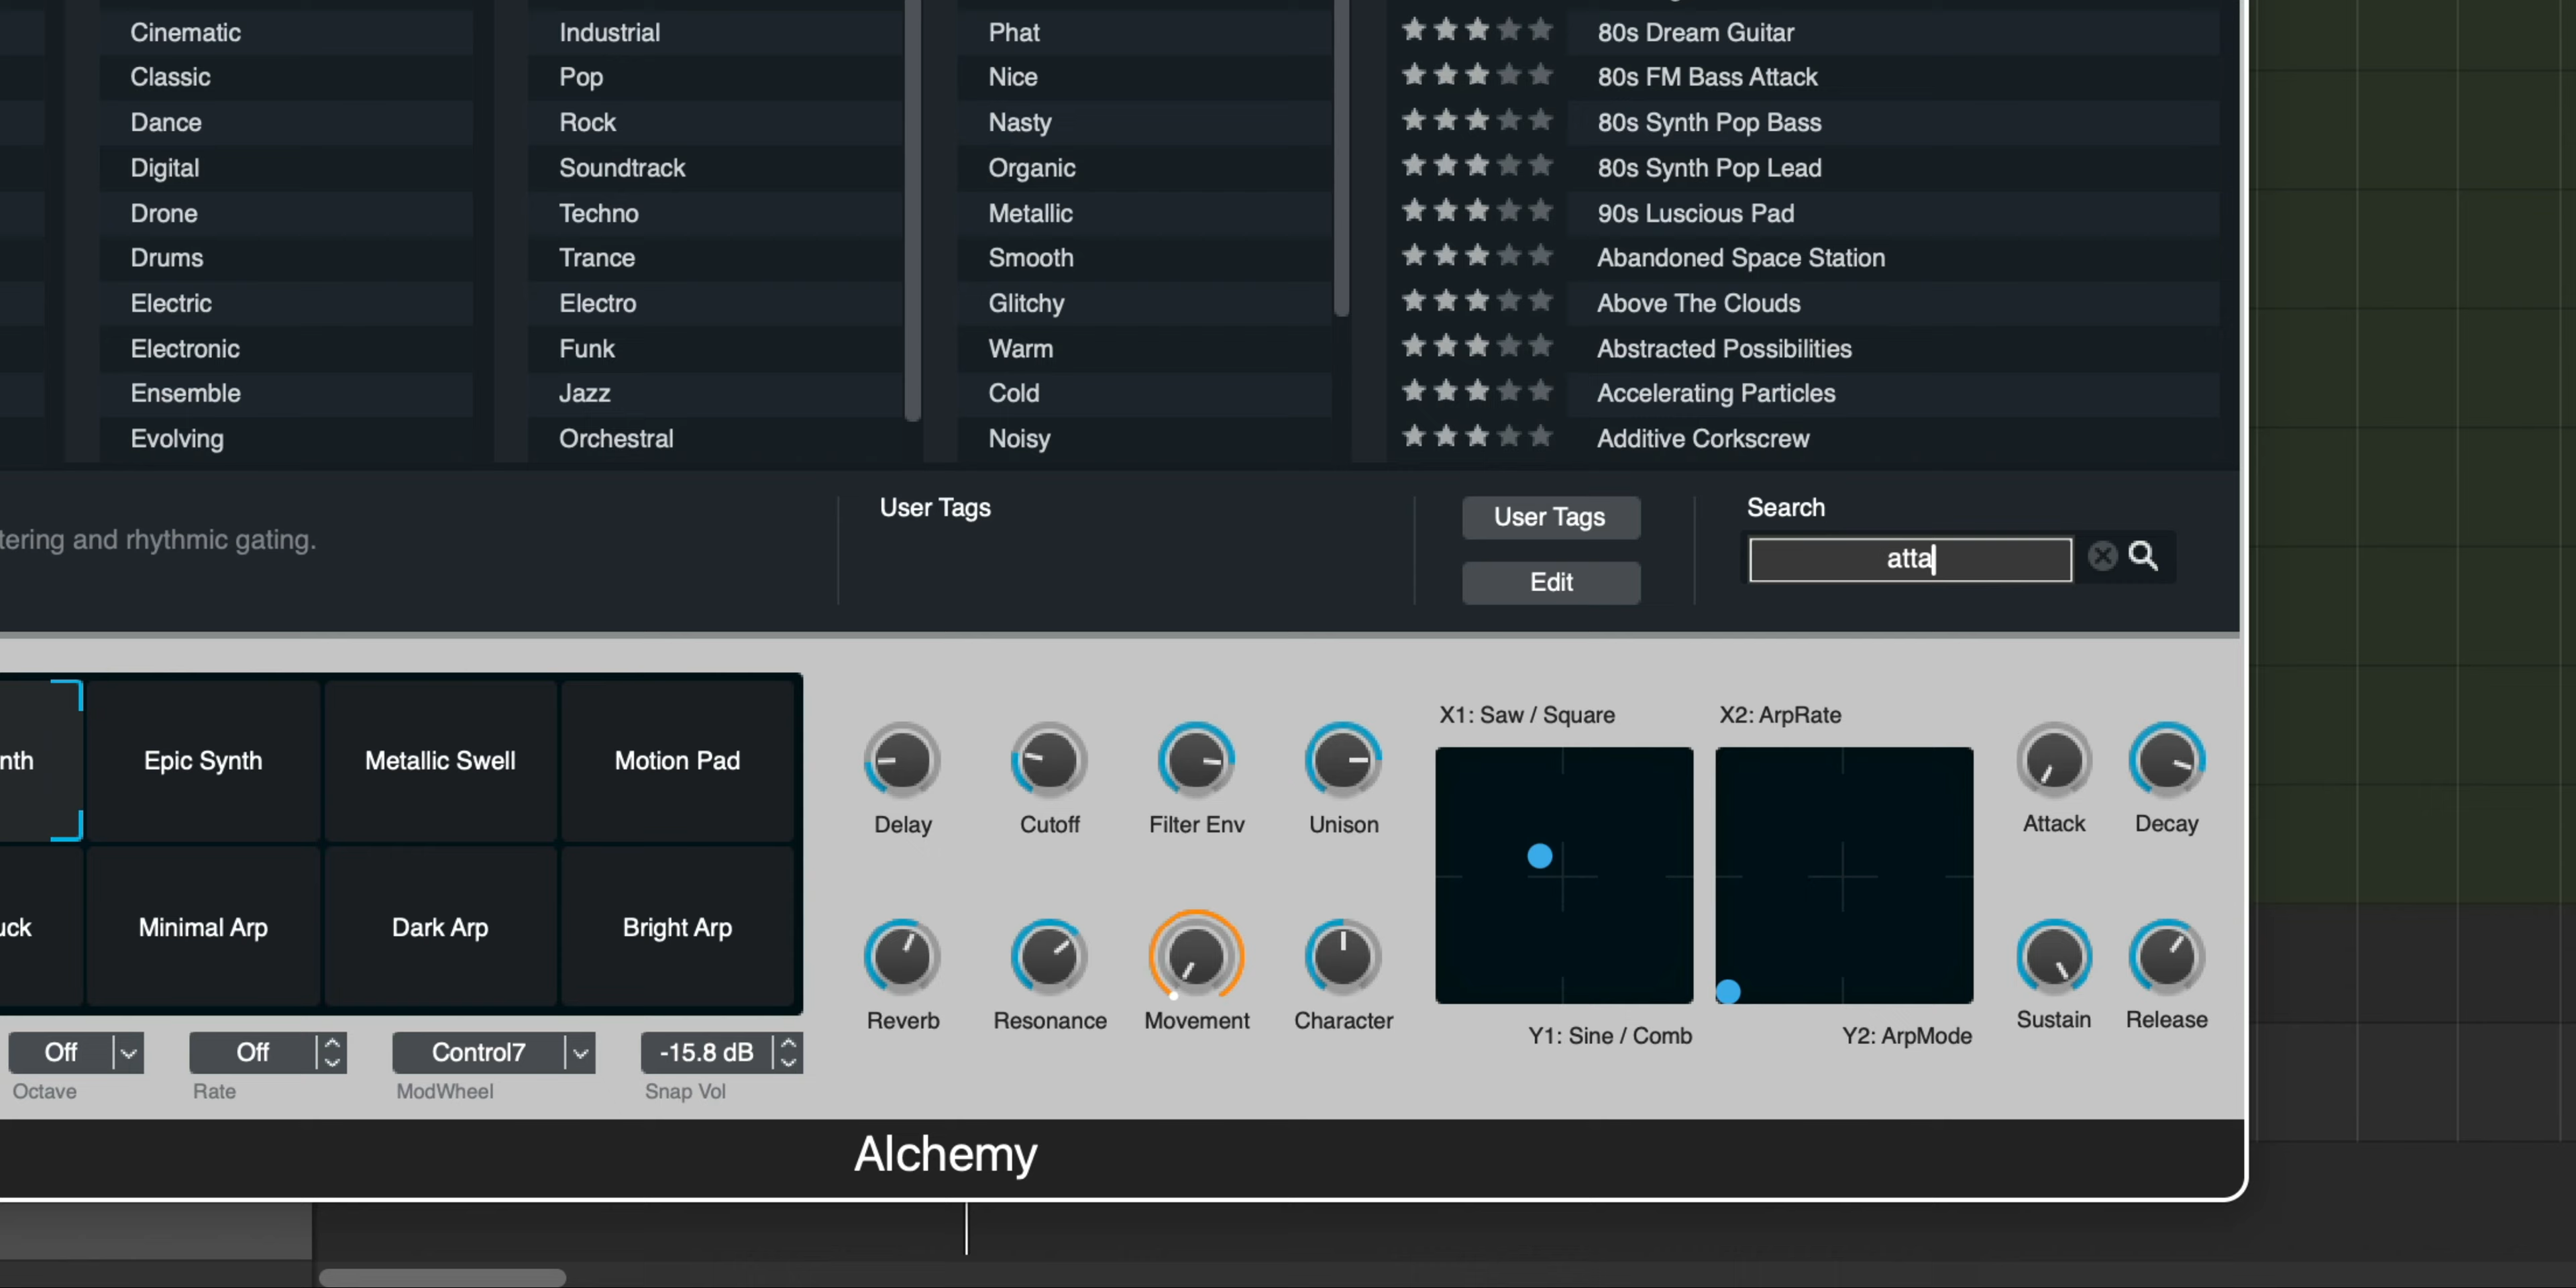 Cinematic
Classic
Dance
Digital
Drone
Drums
Electric
Electronic
Ensemble
Evolving
Industrial
Pop
Rock
Soundtrack
Techno
Trance
Electro
Funk
Jazz
Orchestral
Phat
Nice
Nasty
Organic
Metallic
Smooth
Glitchy
Warm
Cold
Noisy
80s Dream Guitar
80s FM Bass Attack
80s Synth Pop Bass
80s Synth Pop Lead
90s Luscious Pad
Abandoned Space Station
Above The Clouds
Abstracted Possibilities
Accelerating Particles
Additive Corkscrew
tering and rhythmic gating.
User Tags
User Tags
Edit
Search
atta
nth
Epic Synth
Metallic Swell
Motion Pad
uck
Minimal Arp
Dark Arp
Bright Arp
Off
Octave
Off
Rate
Control7
ModWheel
-15.8 dB
Snap Vol
Delay
Cutoff
Filter Env
Unison
Reverb
Resonance
Movement
Character
X1: Saw / Square
Y1: Sine / Comb
X2: ArpRate
Y2: ArpMode
Attack
Decay
Sustain
Release
Alchemy